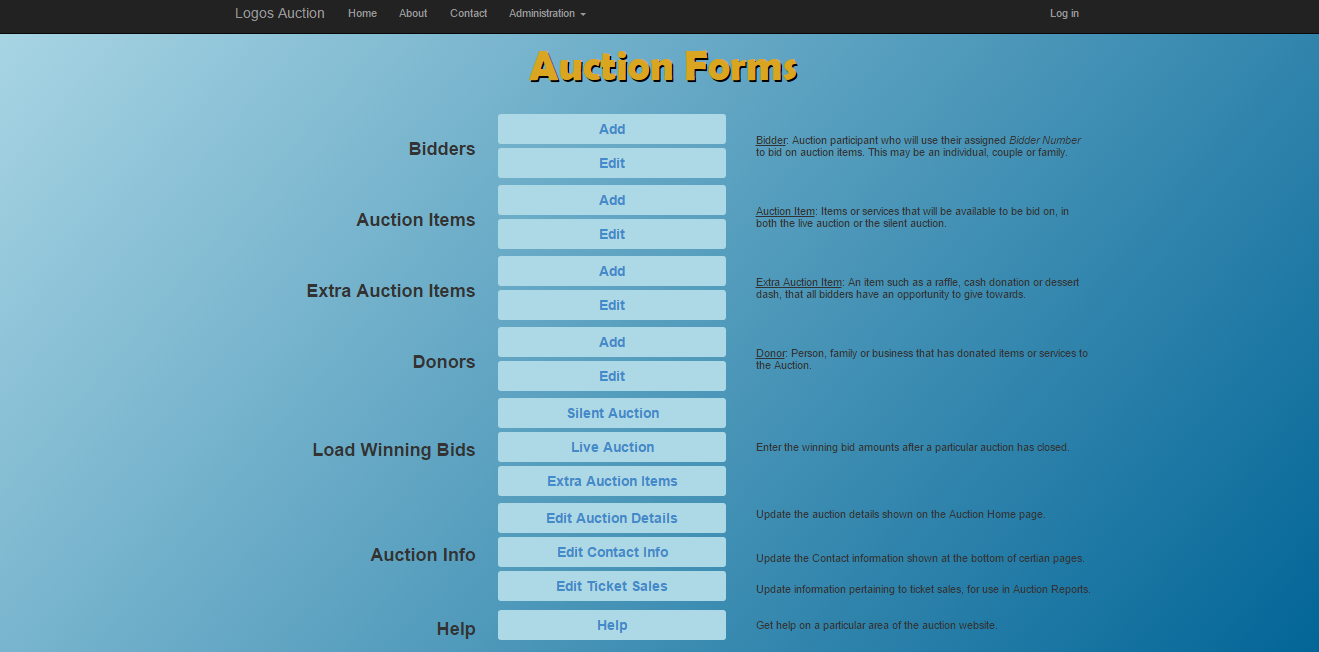 Logos Auction Home About Contact Administration Log in
Auction Forms
Bidders
Add
Edit
Bidder: Auction participant who will use their assigned Bidder Number
to bid on auction items. This may be an individual, couple or family.
Auction Items
Add
Edit
Auction Item: Items or services that will be available to be bid on, in
both the live auction or the silent auction.
Extra Auction Items
Add
Edit
Extra Auction Item: An item such as a raffle, cash donation or dessert
dash, that all bidders have an opportunity to give towards.
Donors
Add
Edit
Donor: Person, family or business that has donated items or services to
the Auction.
Load Winning Bids
Silent Auction
Live Auction
Extra Auction Items
Enter the winning bid amounts after a particular auction has closed.
Auction Info
Edit Auction Details
Update the auction details shown on the Auction Home page.
Edit Contact Info
Update the Contact information shown at the bottom of certian pages.
Edit Ticket Sales
Update information pertaining to ticket sales, for use in Auction Reports.
Help
Help
Get help on a particular area of the auction website.